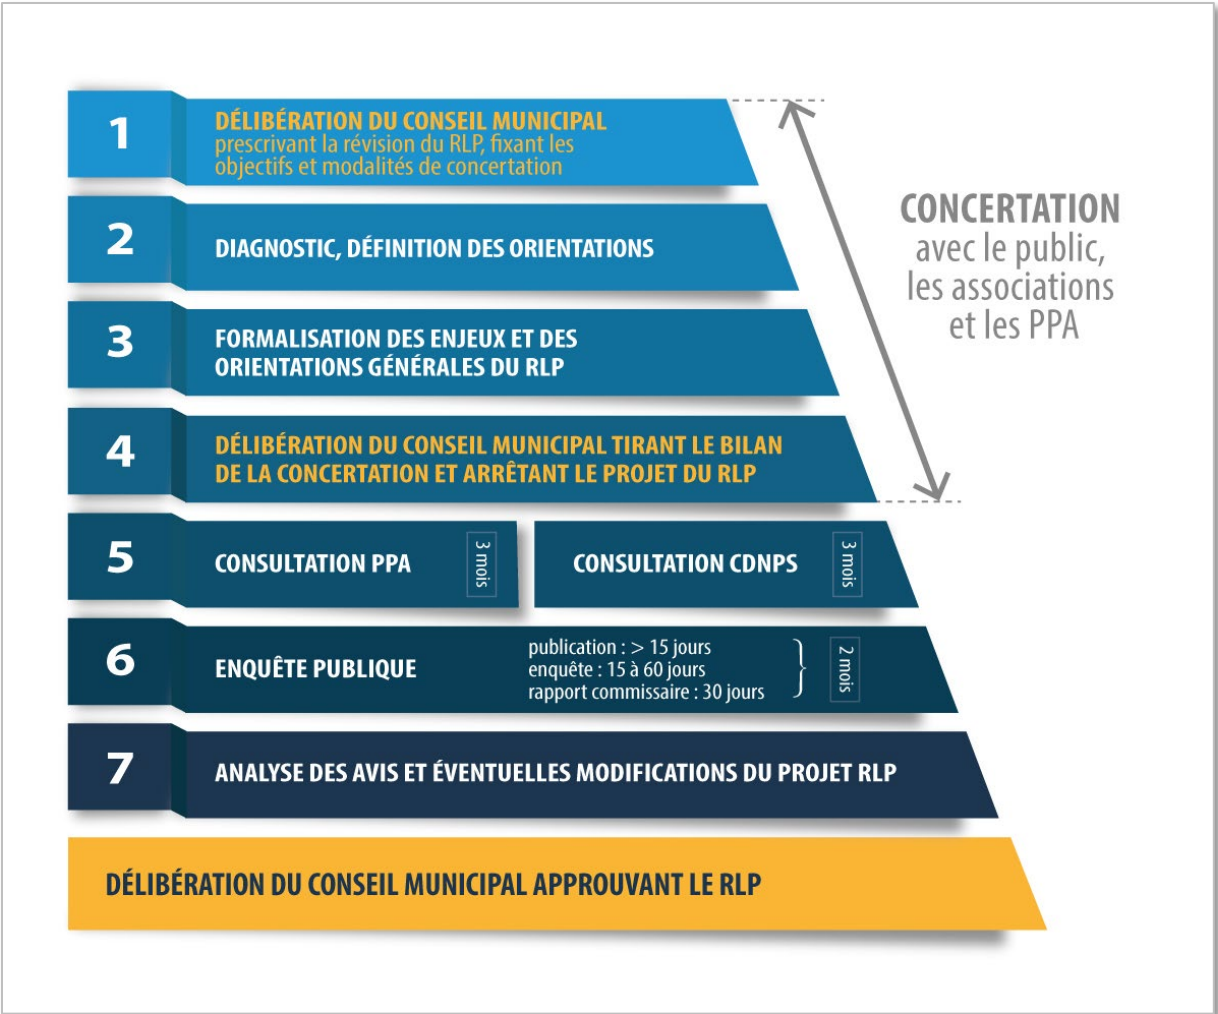 1
DÉLIBÉRATION DU CONSEIL MUNICIPAL
prescrivant la révision du RLP, fixant les
objectifs et modalités de concertation
CONCERTATION
avec le public,
les associations
et les PPA
2
DIAGNOSTIC, DÉFINITION DES ORIENTATIONS
3
FORMALISATION DES ENJEUX ET DES
ORIENTATIONS GÉNÉRALES DU RLP
4
DÉLIBÉRATION DU CONSEIL MUNICIPAL TIRANT LE BILAN
DE LA CONCERTATION ET ARRÊTANT LE PROJET DU RLP
5
CONSULTATION PPA
3 mois
CONSULTATION CDNPS
3 mois
6
ENQUÊTE PUBLIQUE
publication : > 15 jours
enquête : 15 à 60 jours
rapport commissaire : 30 jours
2 mois
7
ANALYSE DES AVIS ET ÉVENTUELLES MODIFICATIONS DU PROJET RLP
DÉLIBÉRATION DU CONSEIL MUNICIPAL APPROUVANT LE RLP